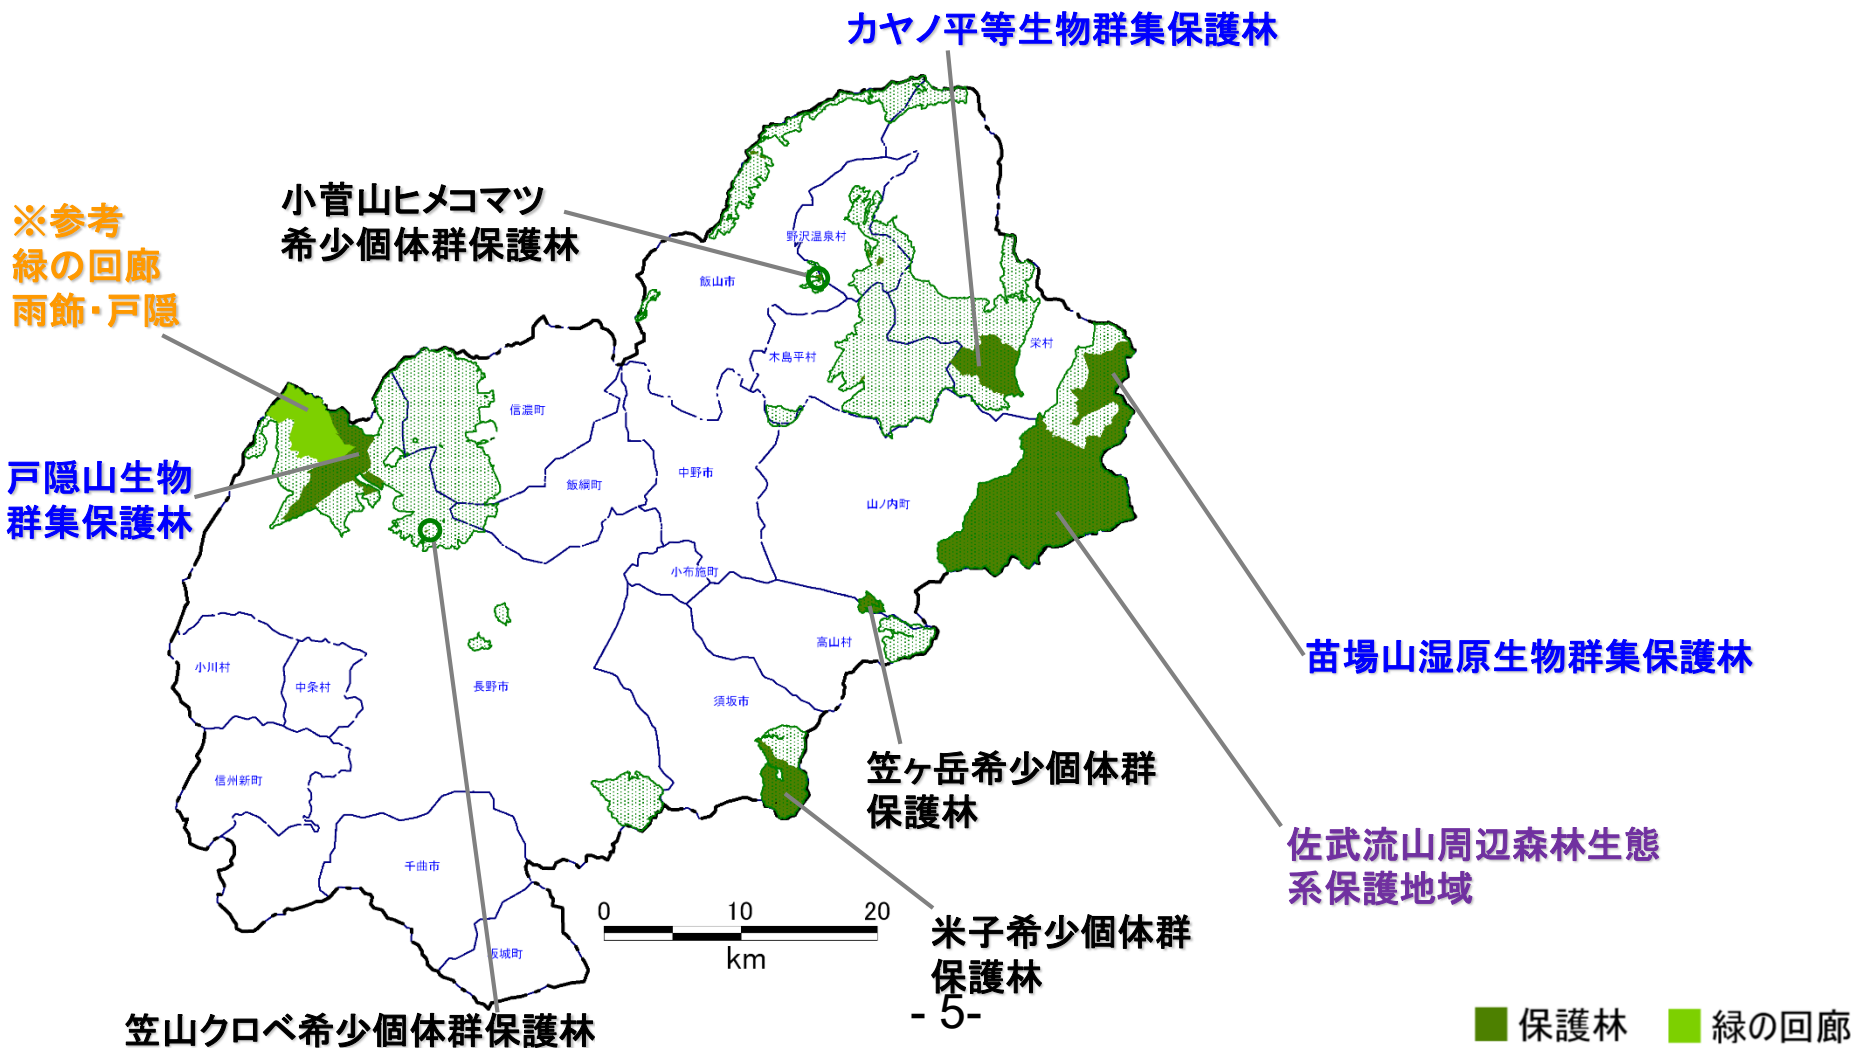 カヤノ平等生物群集保護林
小菅山ヒメコマツ
希少個体群保護林
※参考
緑の回廊
雨飾・戸隠
野沢温泉村
飯山市
木島平村
栄村
信濃町
戸隠山生物
群集保護林
飯綱町
中野市
山ノ内町
小布施町
高山村
小川村
中条村
長野市
須坂市
苗場山湿原生物群集保護林
信州新町
笠ヶ岳希少個体群
保護林
千曲市
佐武流山周辺森林生態
系保護地域
0 10 20
km
坂城町
米子希少個体群
保護林
- 5-
笠山クロベ希少個体群保護林
保護林
緑の回廊